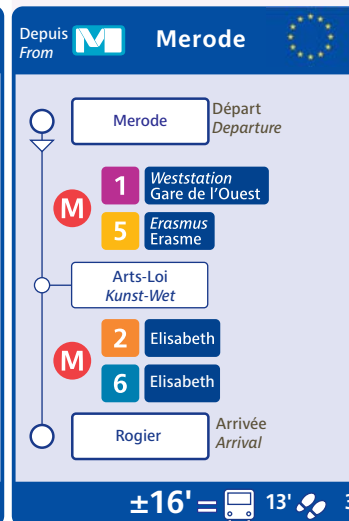 Depuis
From
M
Merode
Merode
Départ
Departure
M
1
Weststation
Gare de l'Ouest
5
Erasmus
Erasme
Arts-Loi
Kunst-Wet
M
2
Elisabeth
6
Elisabeth
Rogier
Arrivée
Arrival
±16' = 13'